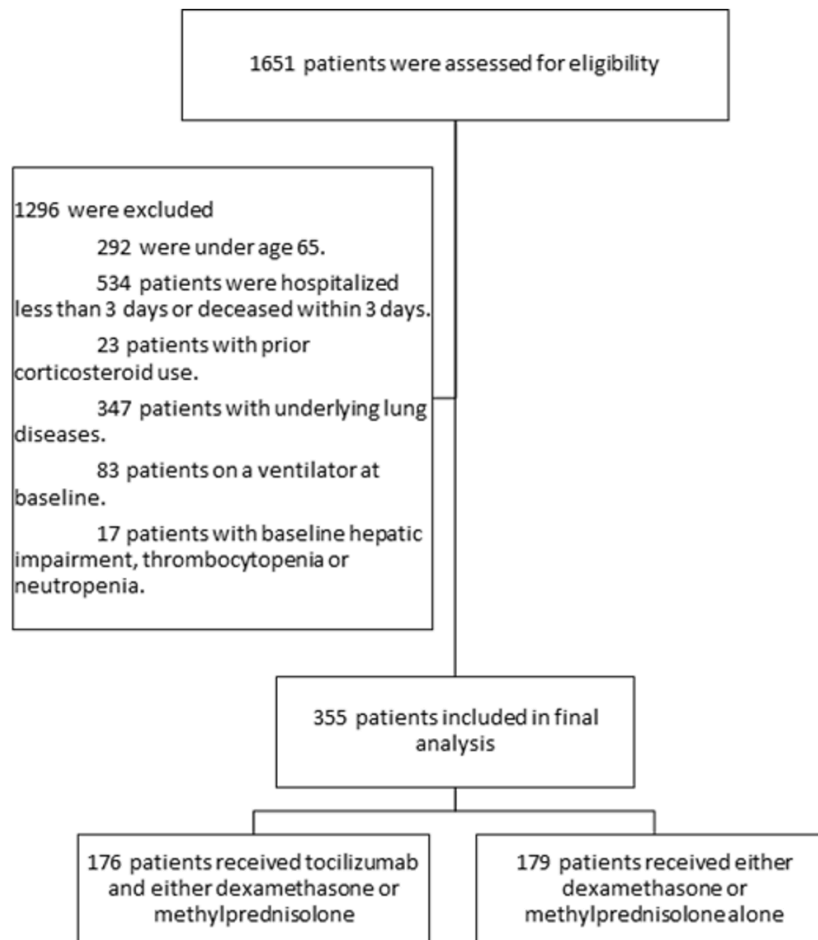 1651 patients were assessed for eligibility
1296 were excluded
292 were under age 65.
534 patients were hospitalized
less than 3 days or deceased within 3 days.
23 patients with prior
corticosteroid use.
347 patients with underlying lung
diseases.
83 patients on a ventilator at
baseline.
17 patients with baseline hepatic
impairment, thrombocytopenia or
neutropenia.
355 patients included in final
analysis
176 patients received tocilizumab
and either dexamethasone or
methylprednisolone
179 patients received either
dexamethasone or
methylprednisolone alone